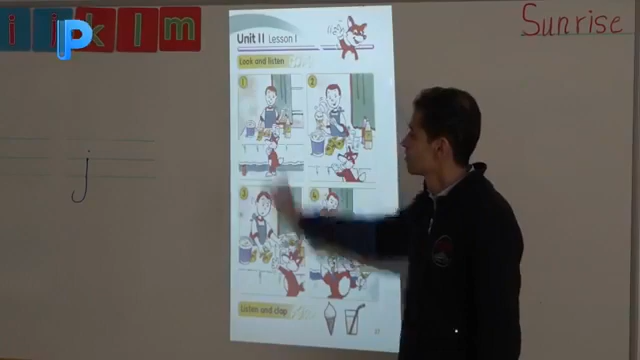 i j k l m
P
Sunrise
Unit 11 Lesson 1
Look and listen
1
2
3
4
Listen and clap
j